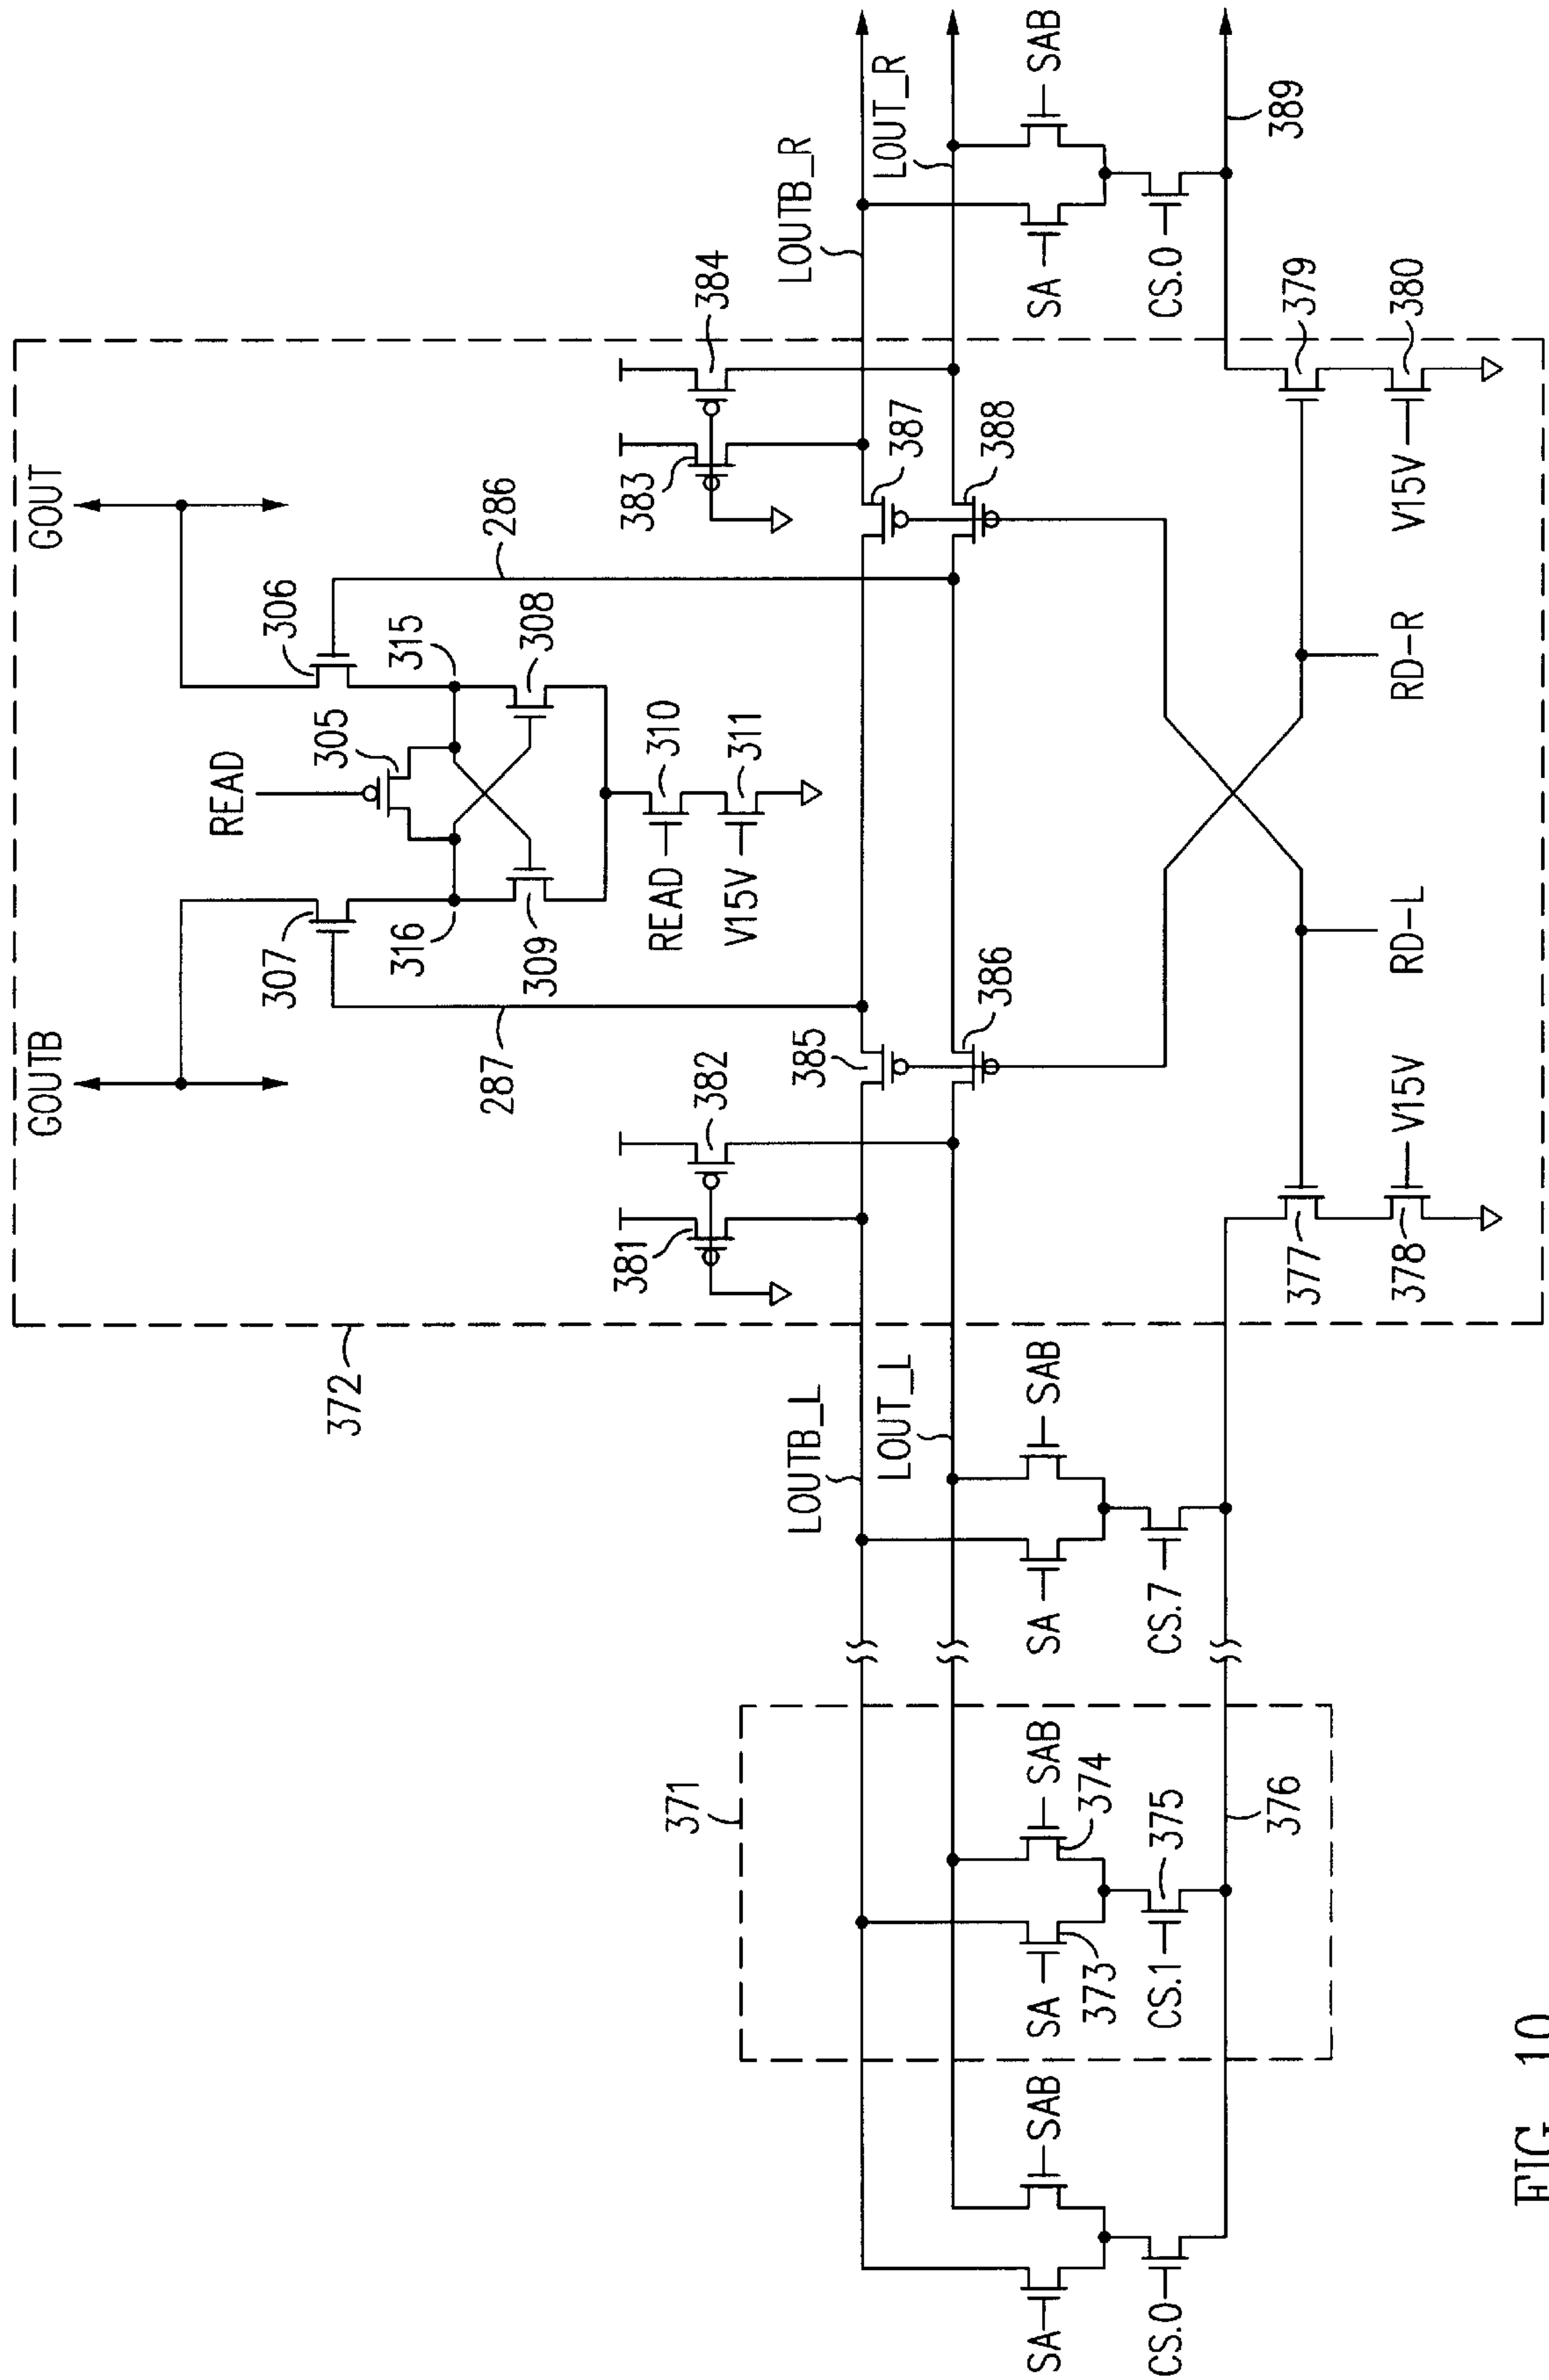 GOUTB
GOUT
READ
307
305
306
316
315
309
308
READ
310
V15V
311
287
286
372
381
382
383
384
385
386
387
388
LOUTB_L
LOUT_L
LOUTB_R
LOUT_R
371
SA
SAB
CS.0
SA
SAB
373
374
CS.1
375
376
SA
SAB
CS.7
SA
SAB
CS.0
389
377
378
V15V
RD-L
RD-R
379
380
V15V
FIG. 10